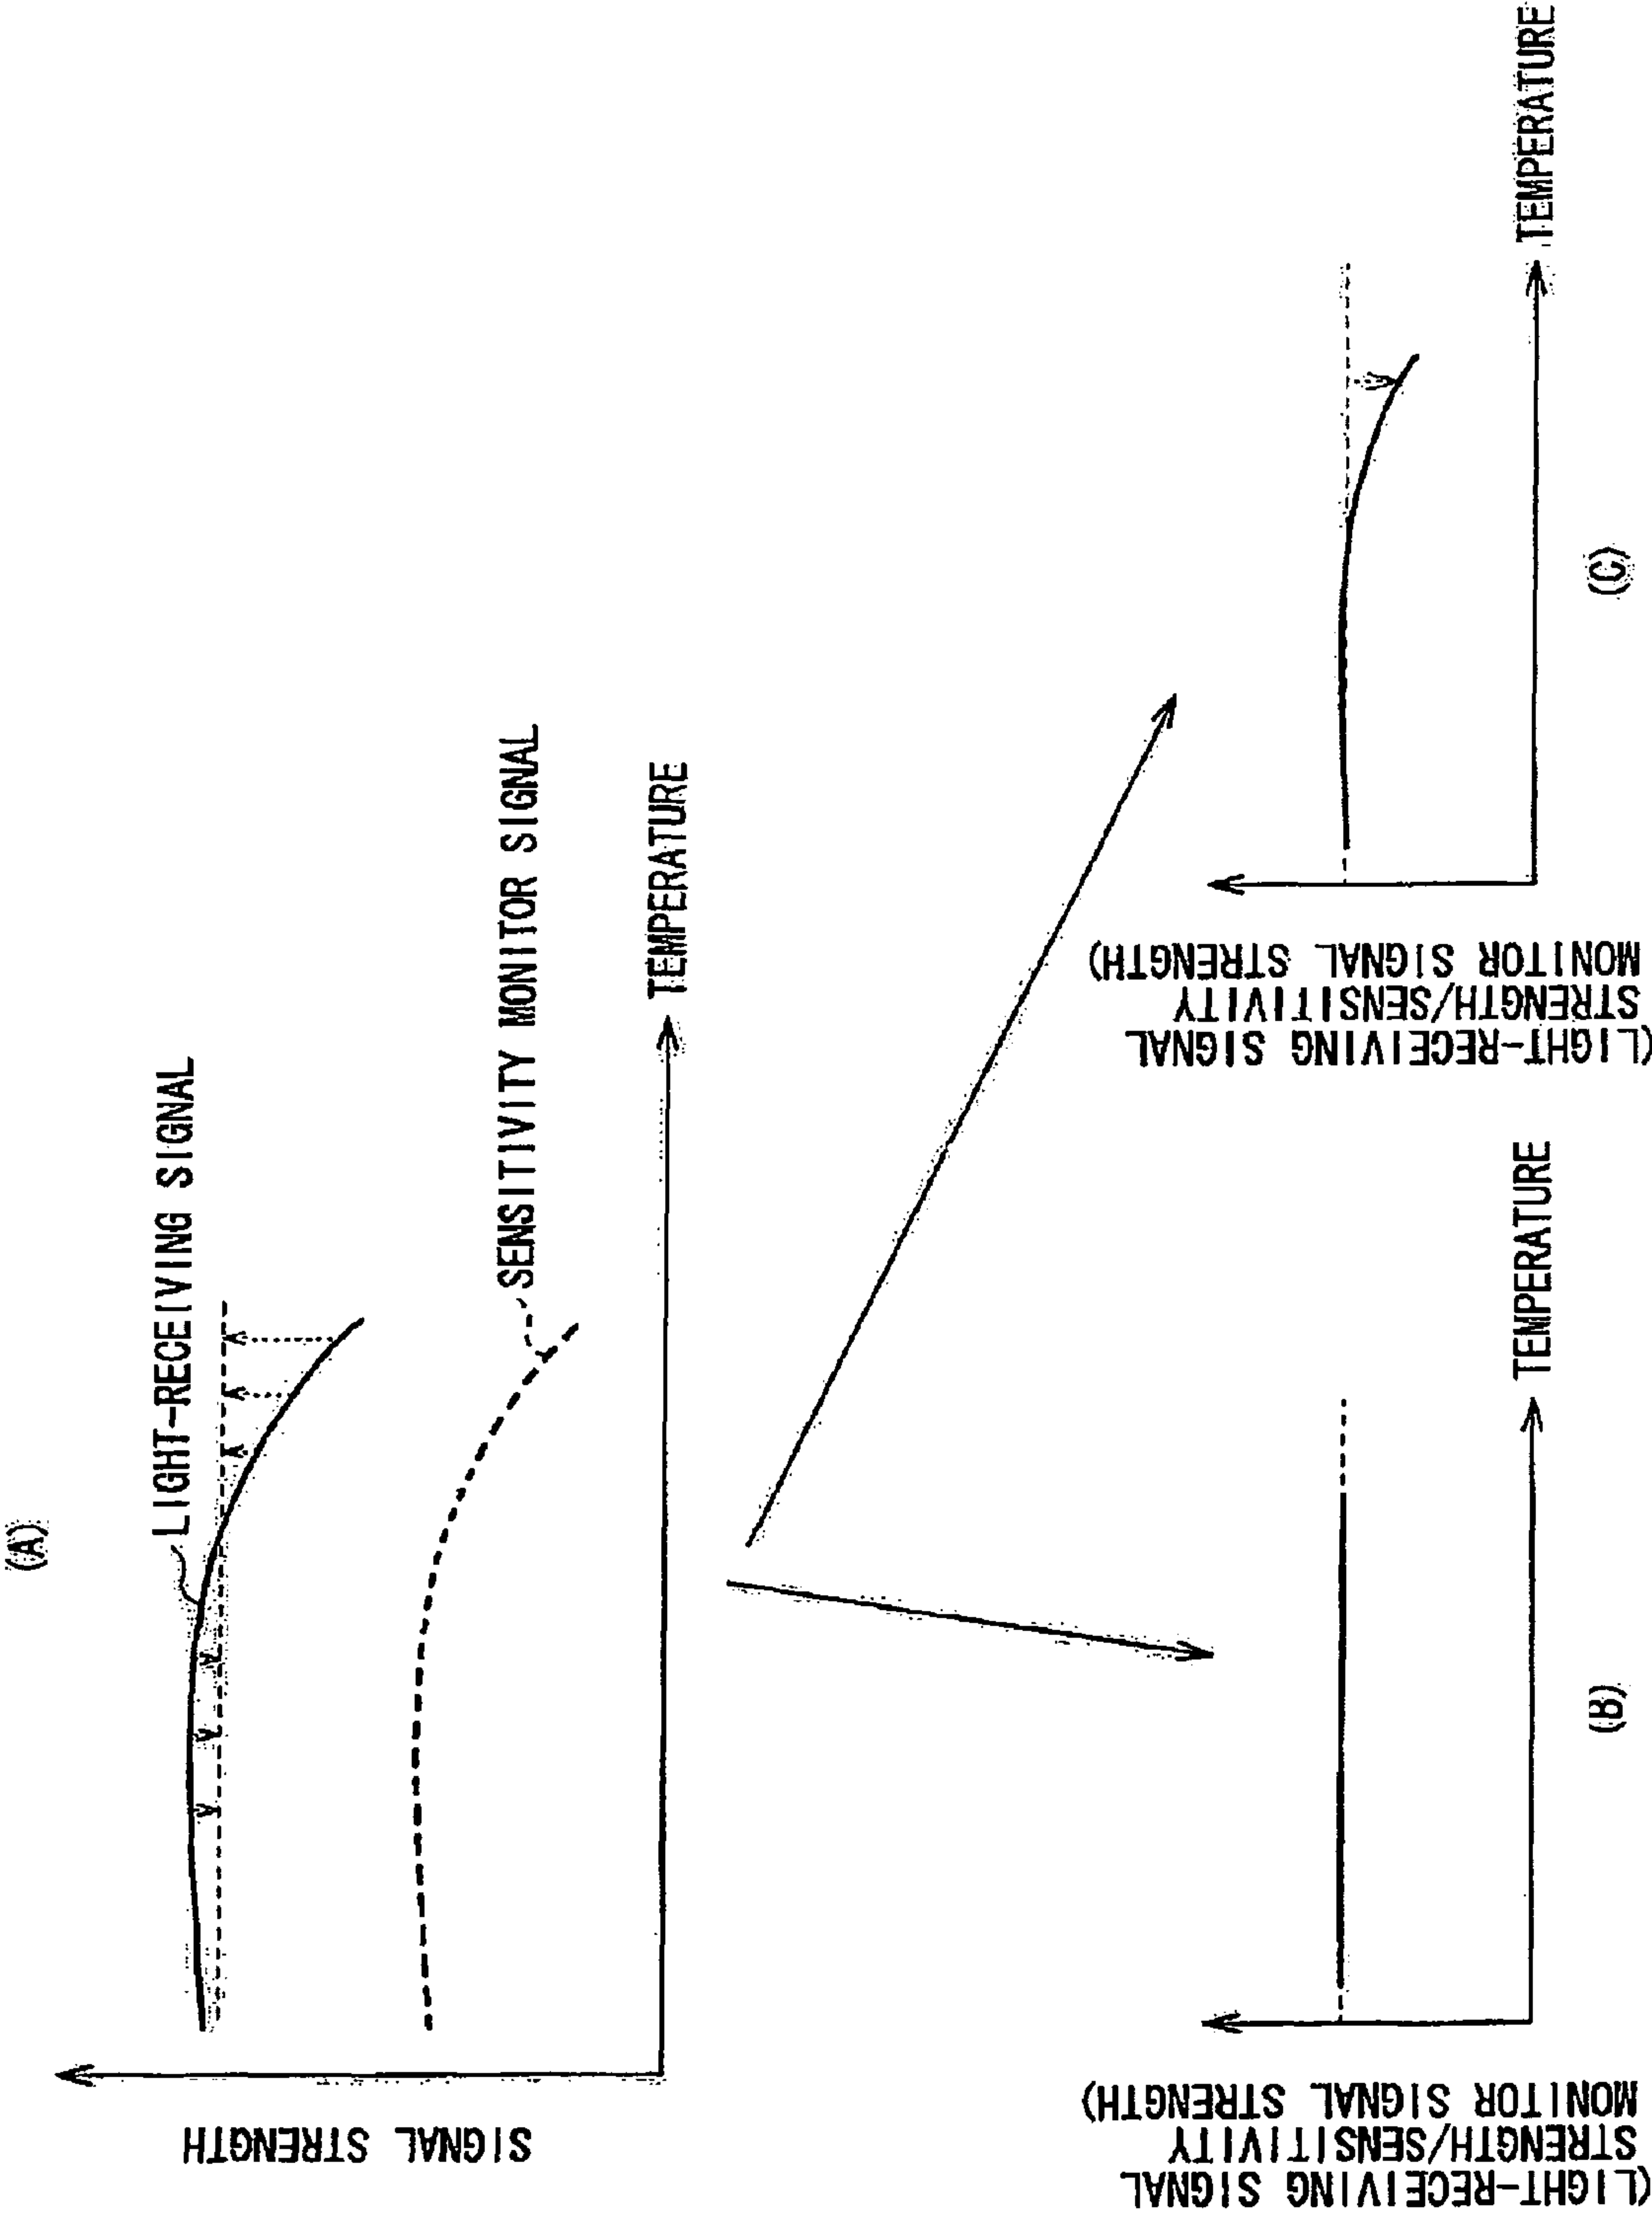 (A)
SIGNAL STRENGTH
LIGHT-RECEIVING SIGNAL
SENSITIVITY MONITOR SIGNAL
TEMPERATURE
(LIGHT-RECEIVING SIGNAL
STRENGTH/SENSITIVITY
MONITOR SIGNAL STRENGTH)
TEMPERATURE
(B)
(LIGHT-RECEIVING SIGNAL
STRENGTH/SENSITIVITY
MONITOR SIGNAL STRENGTH)
TEMPERATURE
(C)